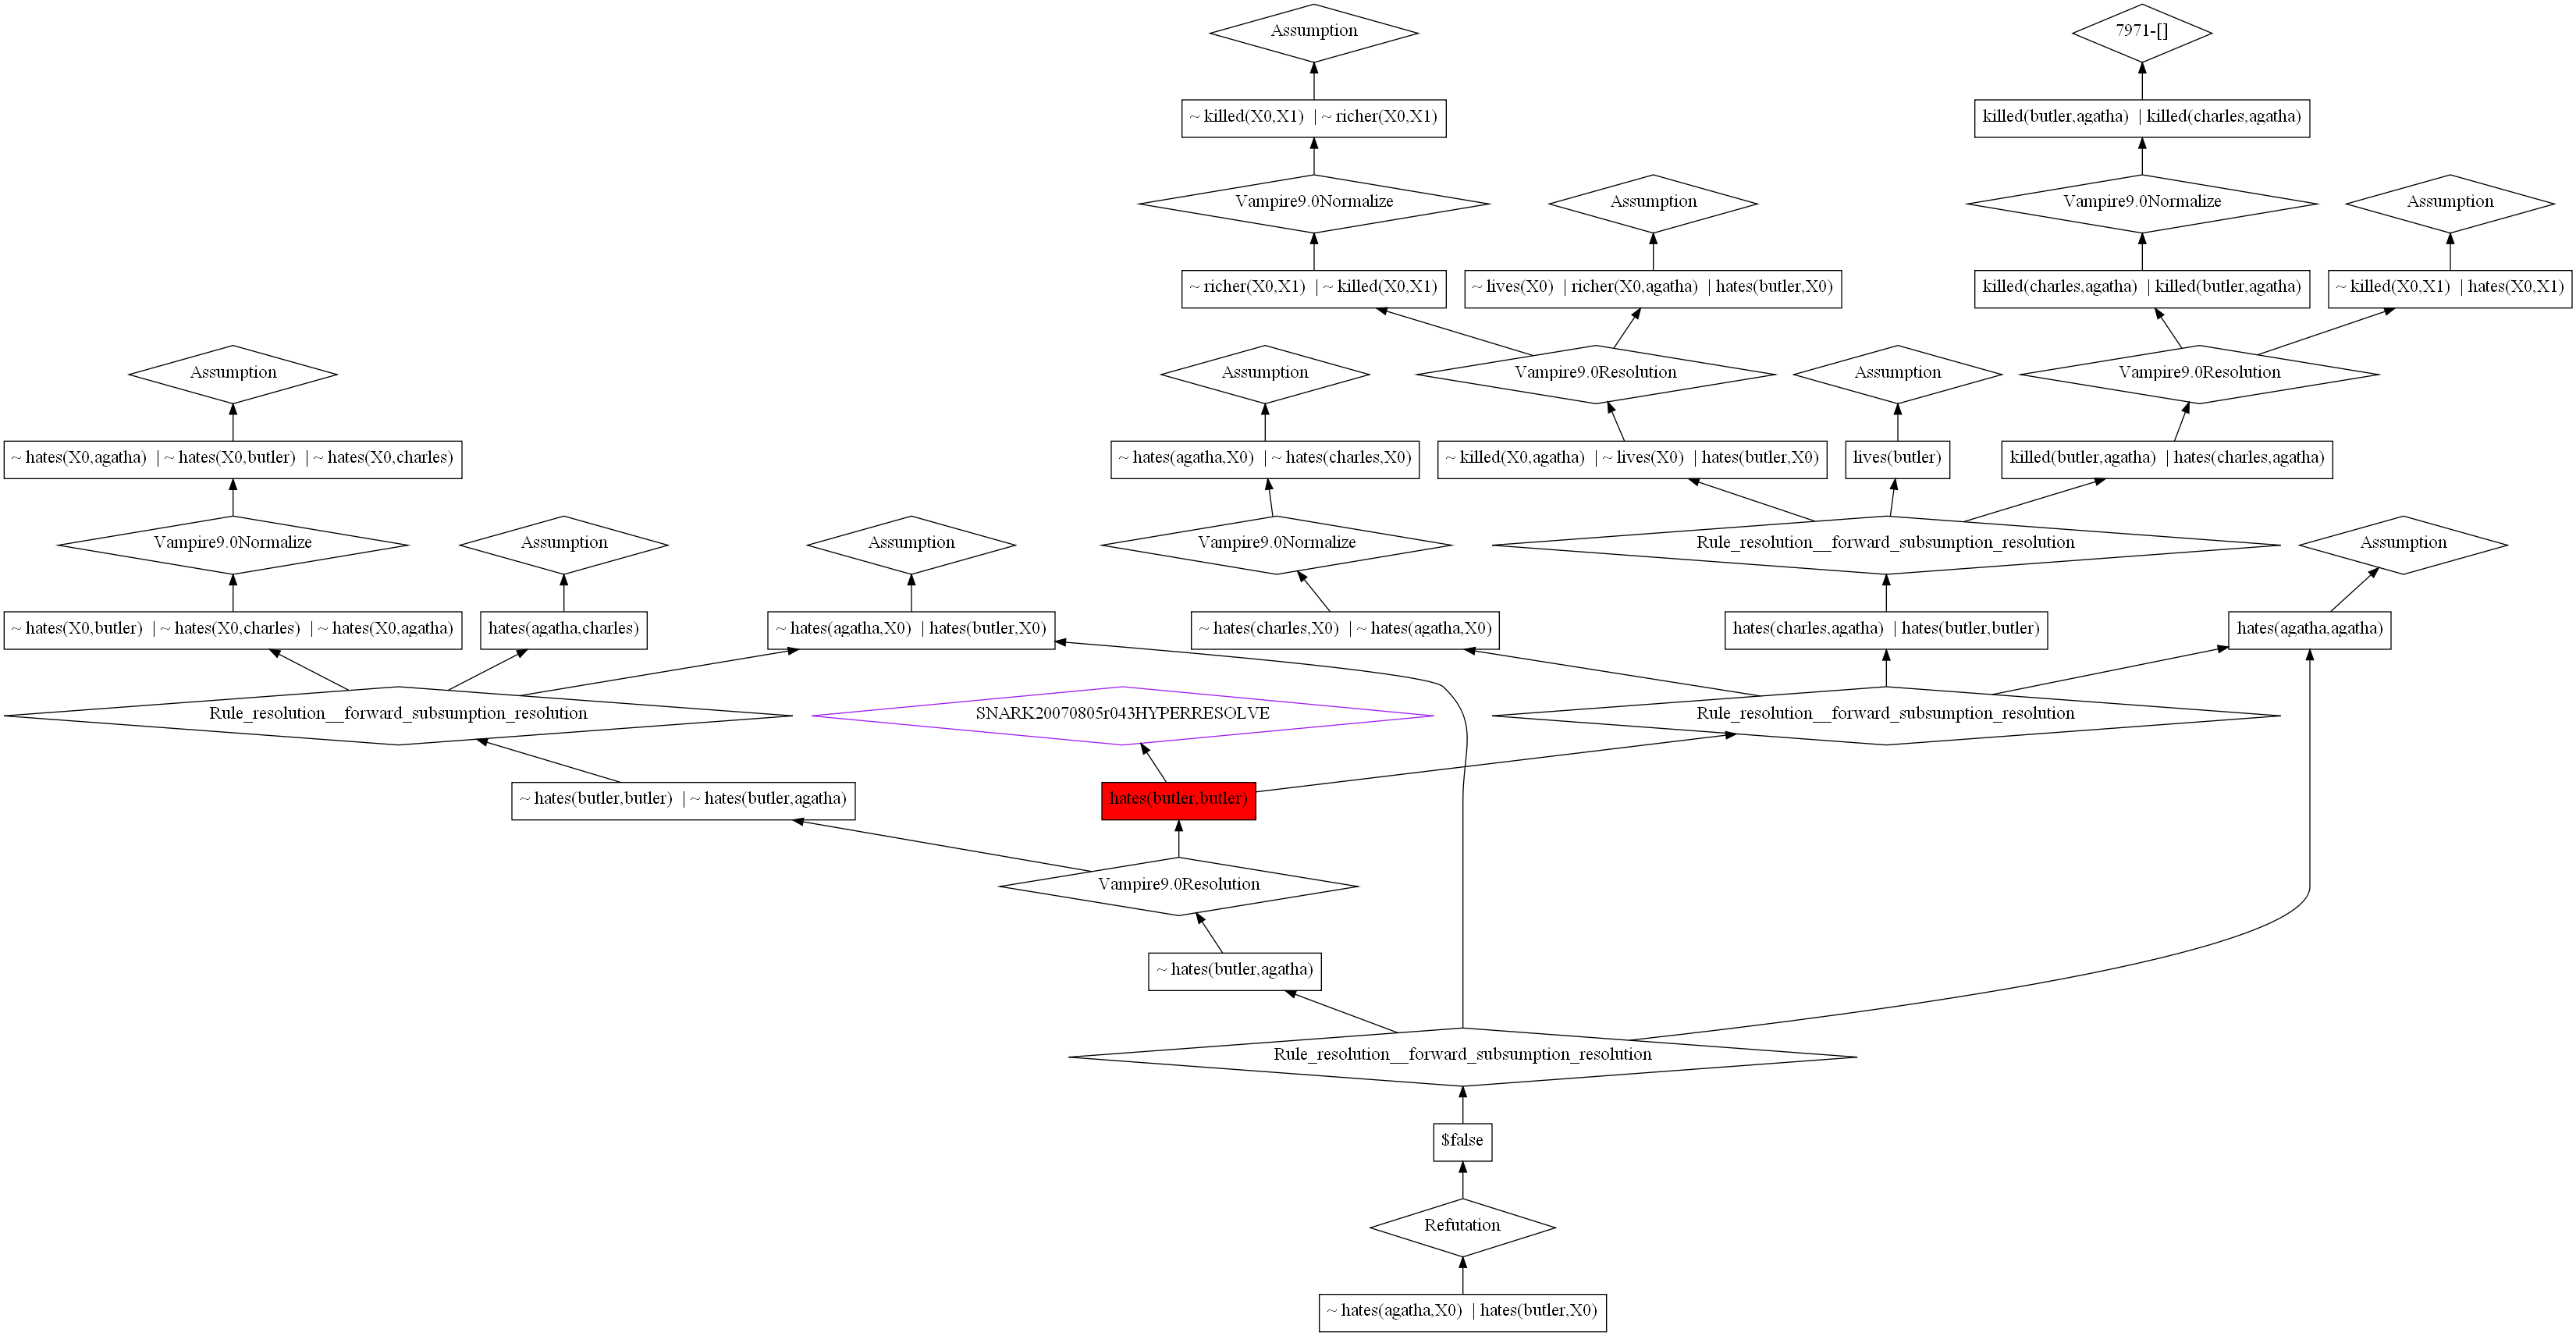 Assumption
7971-[]
~ killed(X0,X1) | ~ richer(X0,X1)
killed(butler,agatha) | killed(charles,agatha)
Vampire9.0Normalize
Assumption
Vampire9.0Normalize
Assumption
~ richer(X0,X1) | ~ killed(X0,X1)
~ lives(X0) | richer(X0,agatha) | hates(butler,X0)
killed(charles,agatha) | killed(butler,agatha)
~ killed(X0,X1) | hates(X0,X1)
Assumption
Assumption
Vampire9.0Resolution
Assumption
Vampire9.0Resolution
~ hates(X0,agatha) | ~ hates(X0,butler) | ~ hates(X0,charles)
~ hates(agatha,X0) | ~ hates(charles,X0)
~ killed(X0,agatha) | ~ lives(X0) | hates(butler,X0)
lives(butler)
killed(butler,agatha) | hates(charles,agatha)
Vampire9.0Normalize
Assumption
Assumption
Vampire9.0Normalize
Rule_resolution__forward_subsumption_resolution
Assumption
~ hates(X0,butler) | ~ hates(X0,charles) | ~ hates(X0,agatha)
hates(agatha,charles)
~ hates(agatha,X0) | hates(butler,X0)
~ hates(charles,X0) | ~ hates(agatha,X0)
hates(charles,agatha) | hates(butler,butler)
hates(agatha,agatha)
Rule_resolution__forward_subsumption_resolution
SNARK20070805r043HYPERRESOLVE
Rule_resolution__forward_subsumption_resolution
~ hates(butler,butler) | ~ hates(butler,agatha)
hates(butler,butler)
Vampire9.0Resolution
~ hates(butler,agatha)
Rule_resolution__forward_subsumption_resolution
$false
Refutation
~ hates(agatha,X0) | hates(butler,X0)